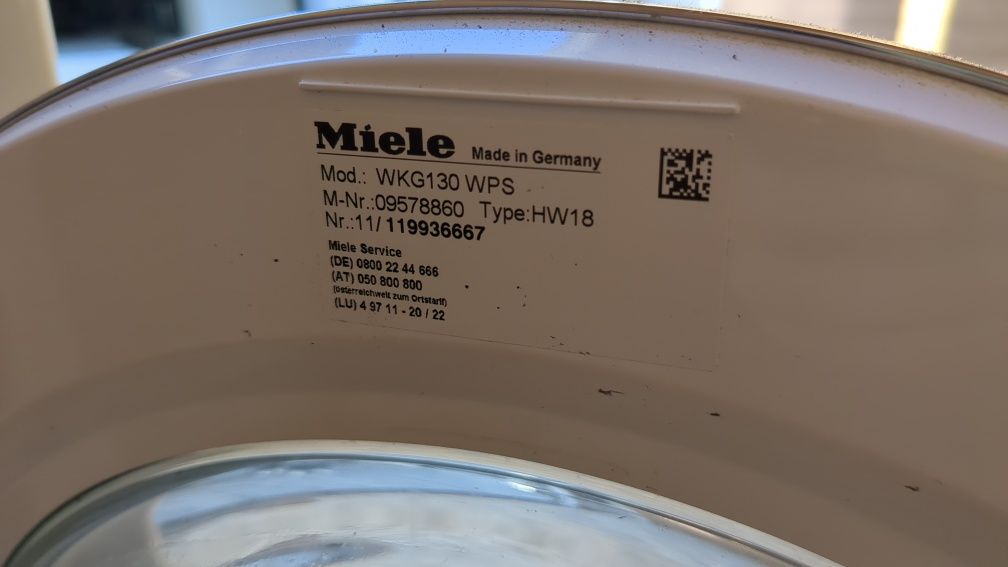 Miele Made in Germany
Mod.: WKG130 WPS
M-Nr.:09578860 Type:HW18
Nr.:11/ 119936667
Miele Service
(DE) 0800 22 44 666
(AT) 050 800 800
(österreichweit zum Ortstarif)
(LU) 4 97 11 - 20 / 22